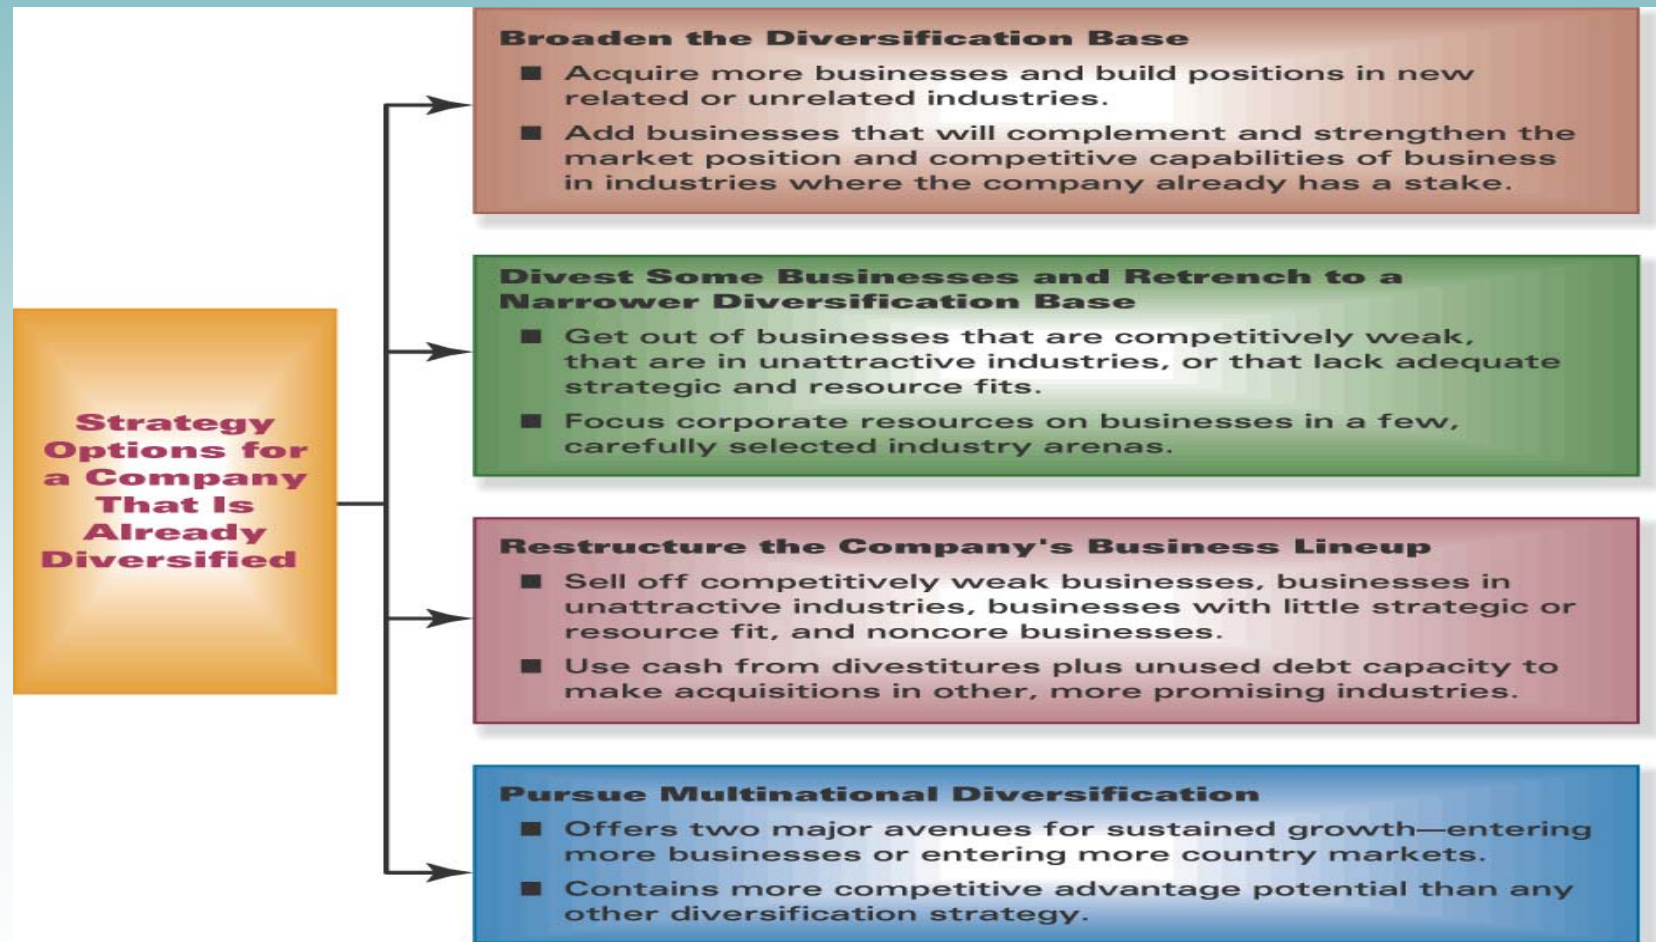 Strategy
Options for
a Company
That Is
Already
Diversified
Broaden the Diversification Base
■ Acquire more businesses and build positions in new
related or unrelated industries.
■ Add businesses that will complement and strengthen the
market position and competitive capabilities of business
in industries where the company already has a stake.
Divest Some Businesses and Retrench to a
Narrower Diversification Base
■ Get out of businesses that are competitively weak,
that are in unattractive industries, or that lack adequate
strategic and resource fits.
■ Focus corporate resources on businesses in a few,
carefully selected industry arenas.
Restructure the Company's Business Lineup
■ Sell off competitively weak businesses, businesses in
unattractive industries, businesses with little strategic or
resource fit, and noncore businesses.
■ Use cash from divestitures plus unused debt capacity to
make acquisitions in other, more promising industries.
Pursue Multinational Diversification
■ Offers two major avenues for sustained growth—entering
more businesses or entering more country markets.
■ Contains more competitive advantage potential than any
other diversification strategy.